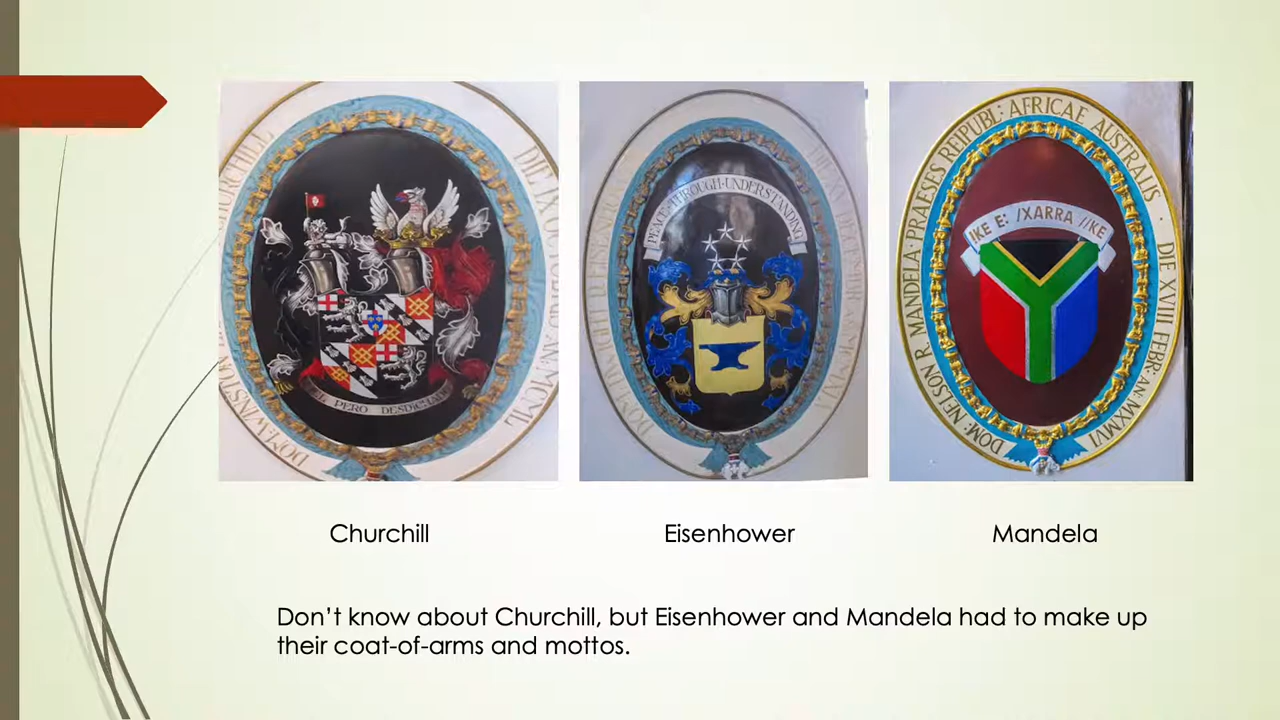 CHURCHILL
DIE IX OCTOBRIS AN: MCML
DOM: WINSTON
EL PERO DESDICHADO
PEACE THROUGH UNDERSTANDING
DOM: NELSON R MANDELA: PRAESES REIPUBL: AFRICAE AUSTRALIS · DIE XVIII FEBR: AN: MMVI
!KE E: /XARRA //KE
Churchill
Eisenhower
Mandela
Don’t know about Churchill, but Eisenhower and Mandela had to make up
their coat-of-arms and mottos.